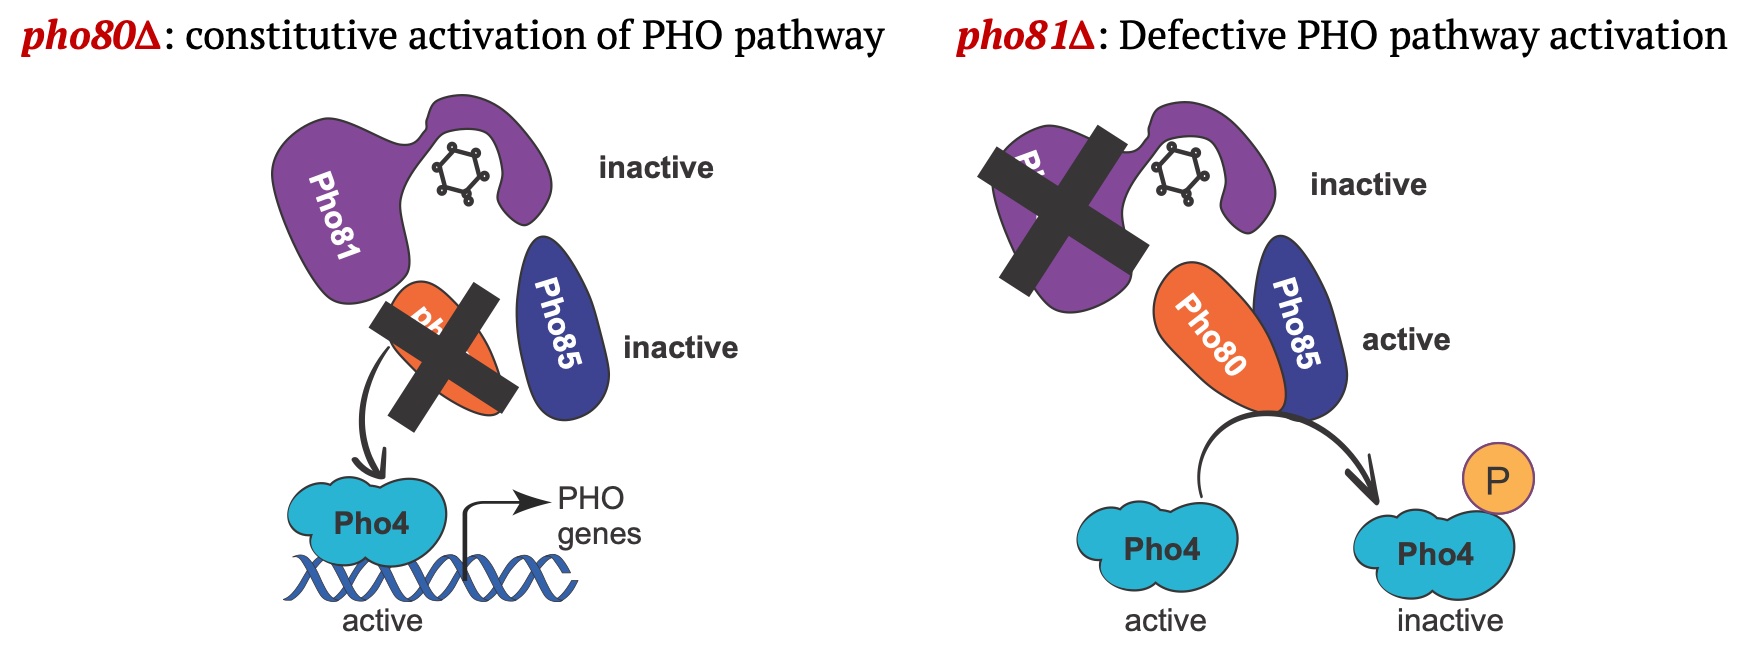 pho80Δ: constitutive activation of PHO pathway
inactive
Pho81
Pho85
inactive
PHO
genes
Pho4
active
pho81Δ: Defective PHO pathway activation
inactive
Pho80
Pho85
active
P
Pho4
Pho4
active
inactive